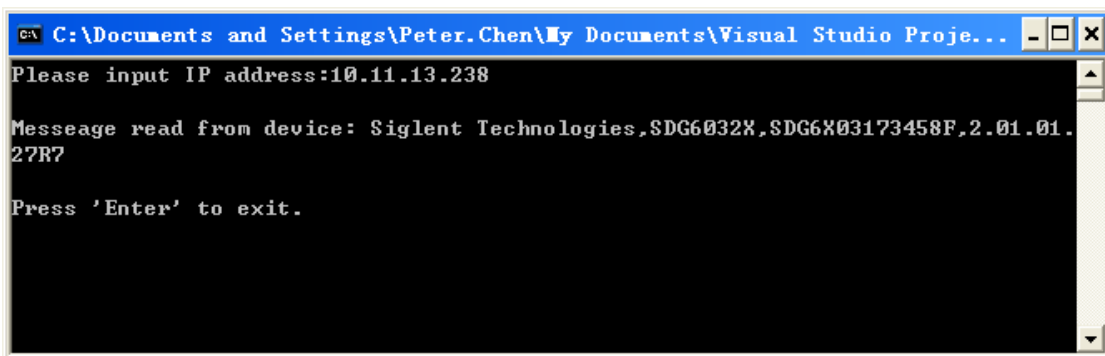 C:\Documents and Settings\Peter.Chen\My Documents\Visual Studio Proje...
Please input IP address:10.11.13.238
Messeage read from device: Siglent Technologies,SDG6032X,SDG6X03173458F,2.01.01.
27R7
Press 'Enter' to exit.